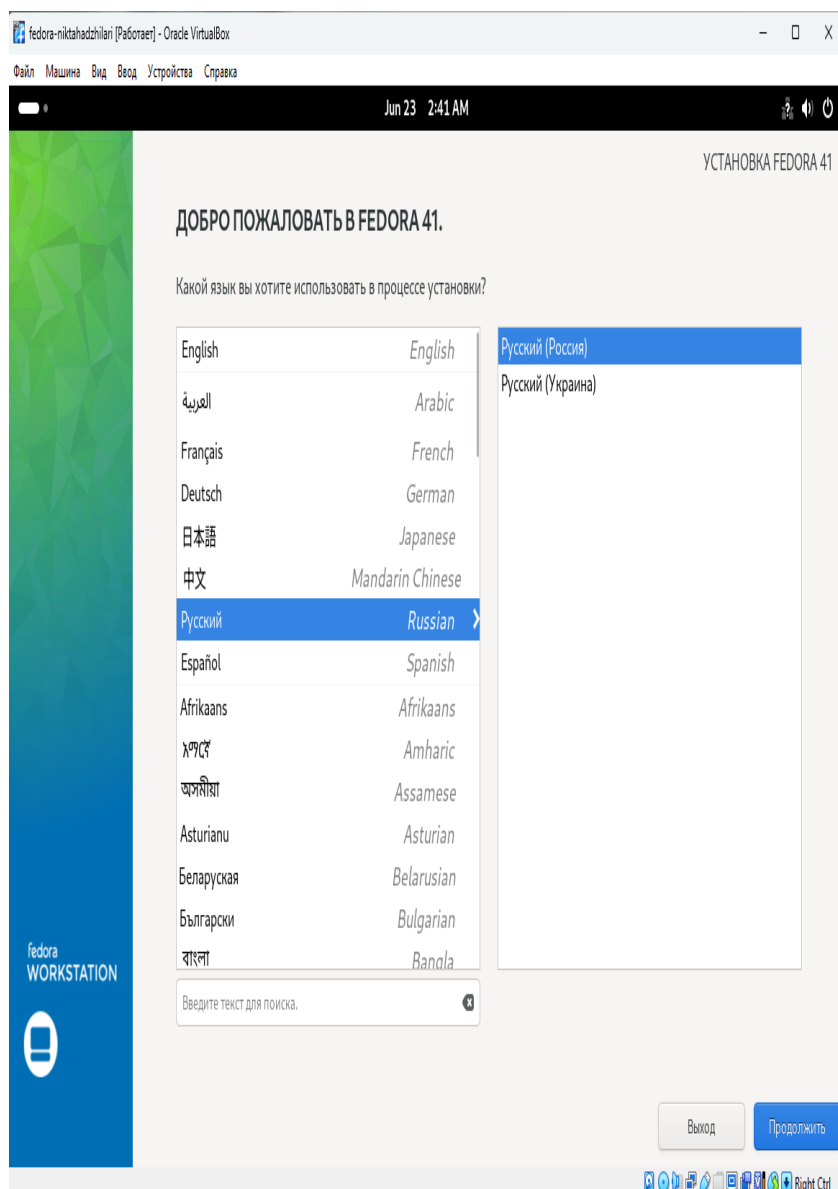 fedora-niktahadzhilari [Работает] - Oracle VirtualBox
Файл Машина Вид Ввод Устройства Справка
Jun 23 2:41 AM
УСТАНОВКА FEDORA 41
ДОБРО ПОЖАЛОВАТЬ В FEDORA 41.
Какой язык вы хотите использовать в процессе установки?
English English
العربية Arabic
Français French
Deutsch German
日本語 Japanese
中文 Mandarin Chinese
Русский Russian
Español Spanish
Afrikaans Afrikaans
አማርኛ Amharic
অসমীয়া Assamese
Asturianu Asturian
Беларуская Belarusian
Български Bulgarian
বাংলা Bangla
Русский (Россия)
Русский (Украина)
Введите текст для поиска.
fedora
WORKSTATION
Выход Продолжить
Right Ctrl